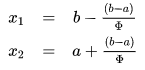 x₁ = b − (b−a)/Φ
x₂ = a + (b−a)/Φ